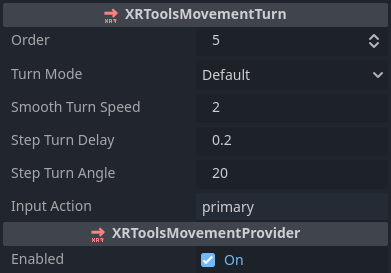 XRToolsMovementTurn
Order 5
Turn Mode Default
Smooth Turn Speed 2
Step Turn Delay 0.2
Step Turn Angle 20
Input Action primary
XRToolsMovementProvider
Enabled On